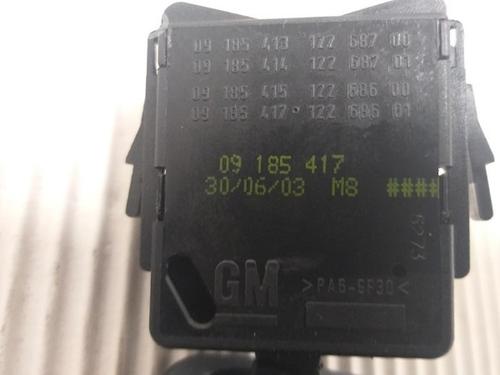 09 185 413 122 687 00
09 185 414 122 687 01
09 185 415 122 686 00
09 185 417 • 122 686 01
09 185 417
30/06/03 M8 ####
GM
>PA6-GF30<